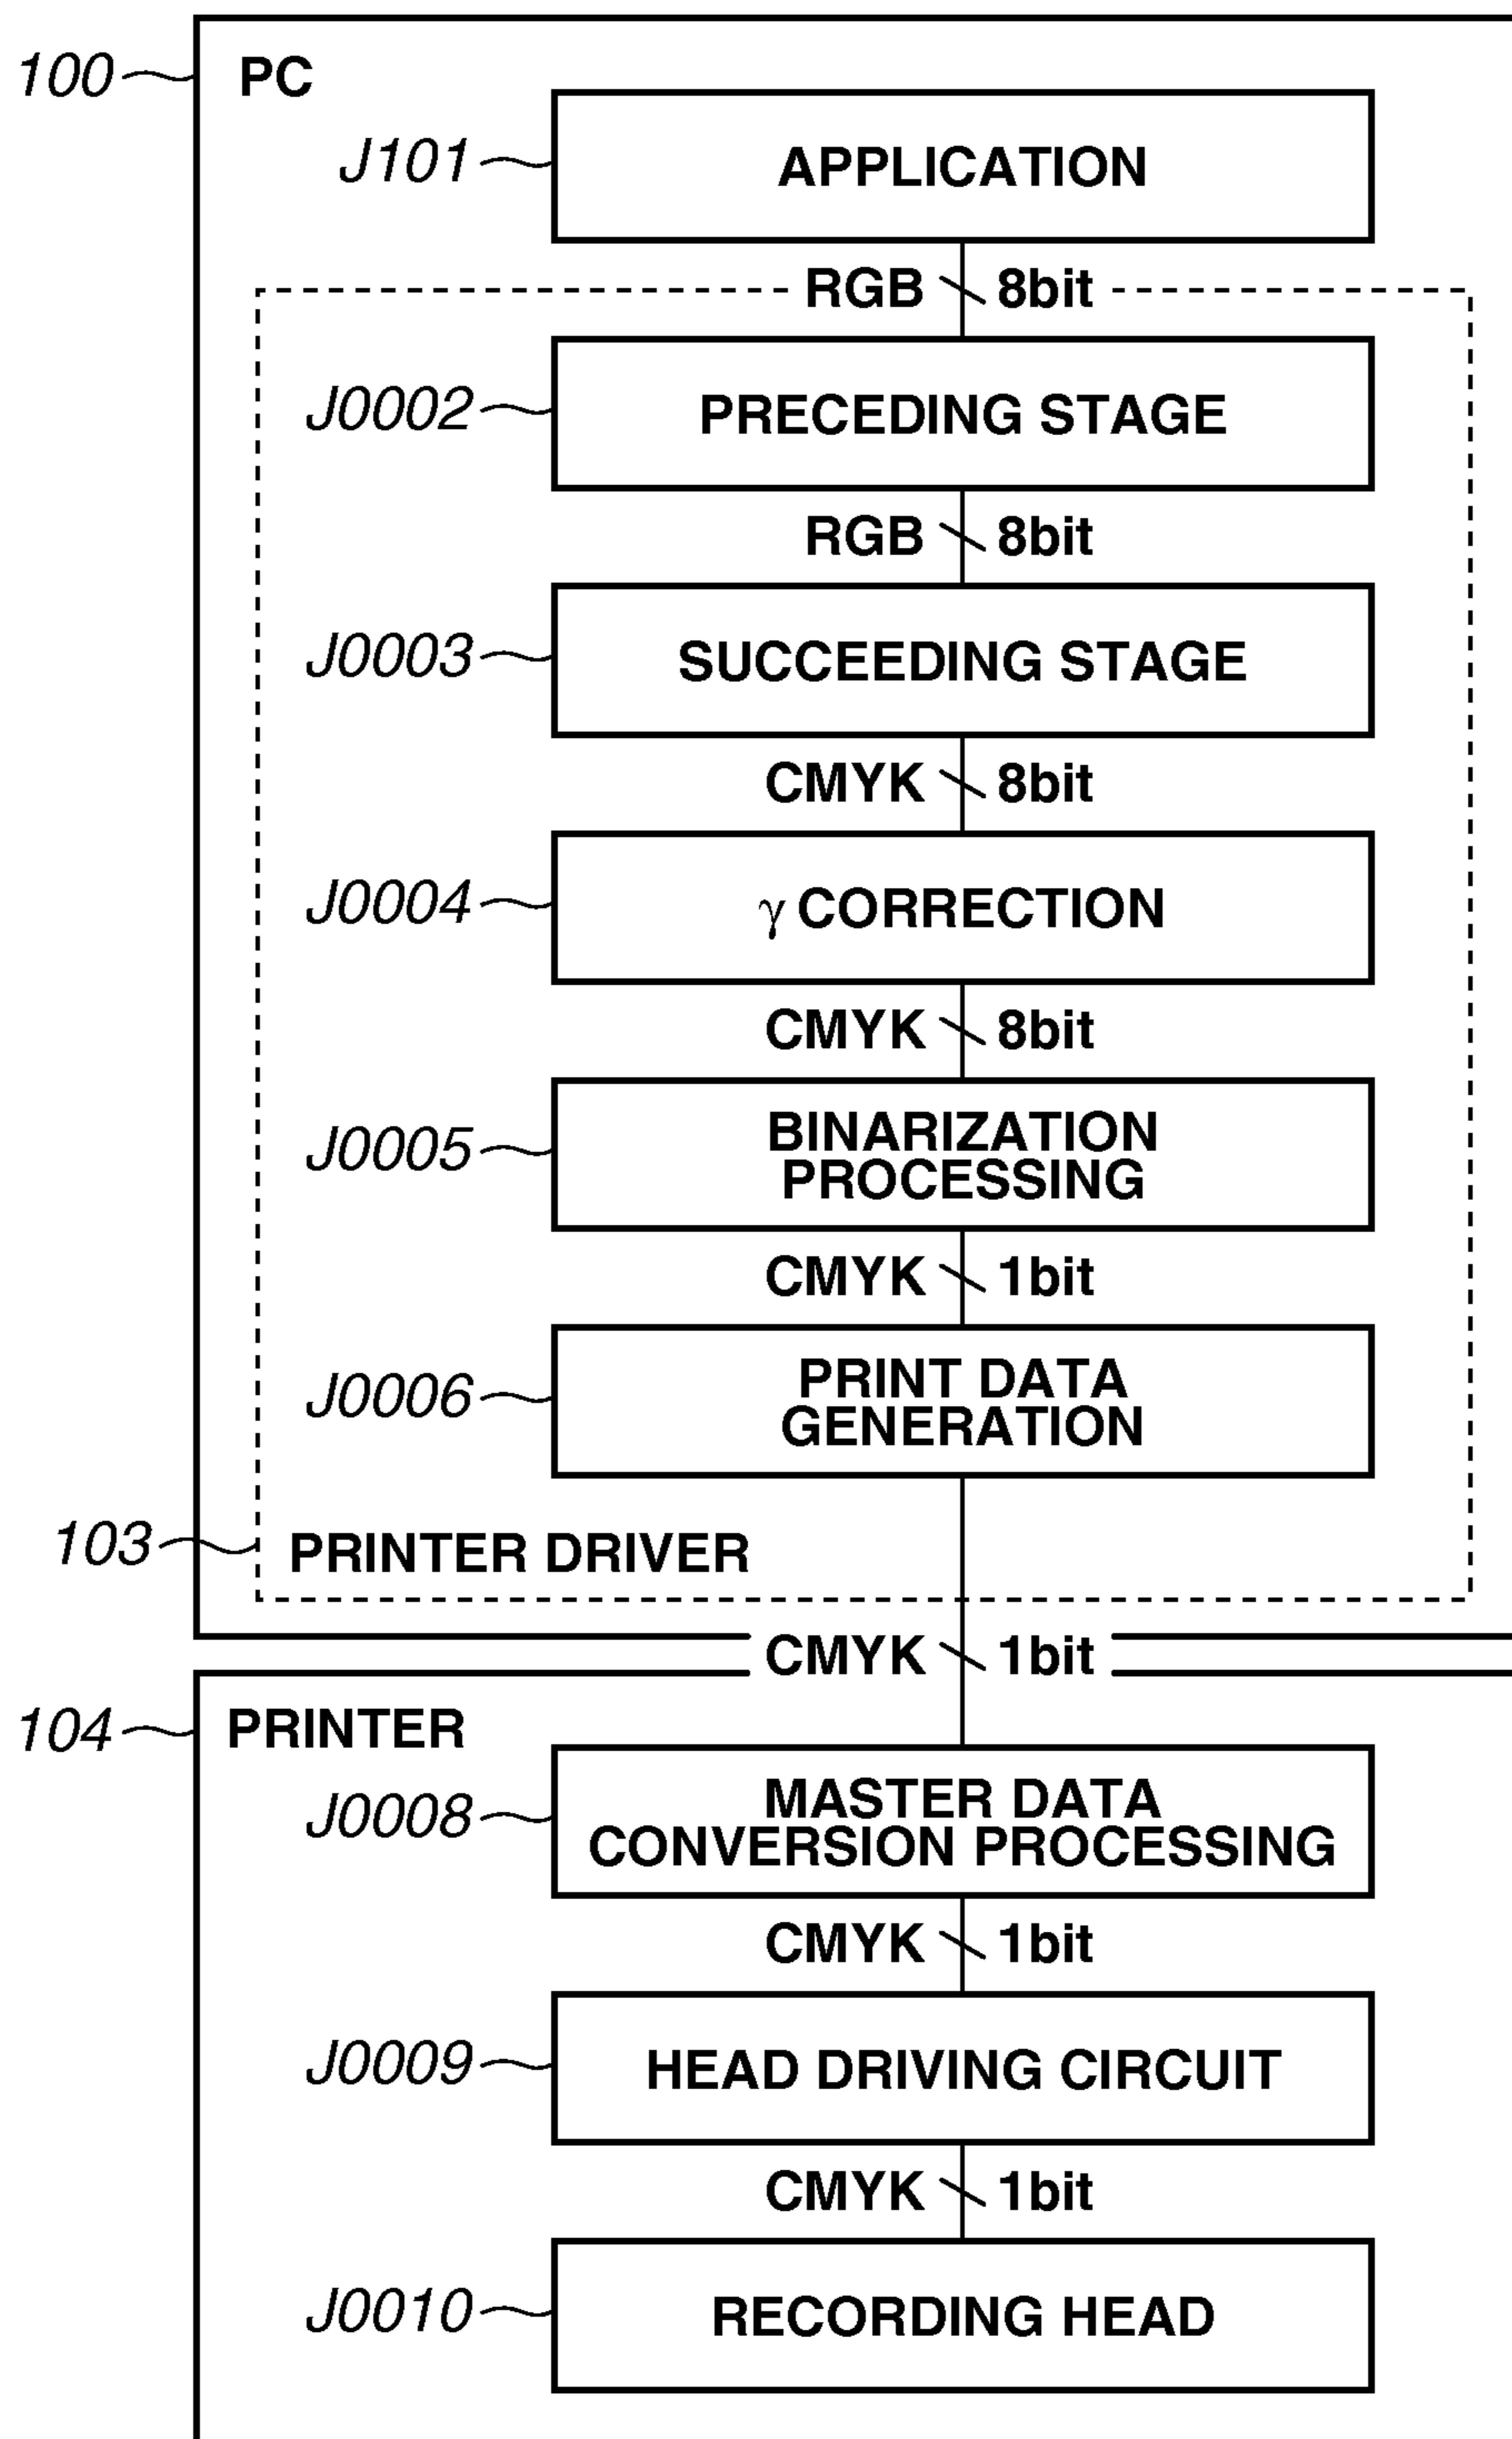 100 PC
J101 APPLICATION
RGB 8bit
J0002 PRECEDING STAGE
RGB 8bit
J0003 SUCCEEDING STAGE
CMYK 8bit
J0004 γ CORRECTION
CMYK 8bit
J0005 BINARIZATION
PROCESSING
CMYK 1bit
J0006 PRINT DATA
GENERATION
103 PRINTER DRIVER
CMYK 1bit
104 PRINTER
J0008 MASTER DATA
CONVERSION PROCESSING
CMYK 1bit
J0009 HEAD DRIVING CIRCUIT
CMYK 1bit
J0010 RECORDING HEAD